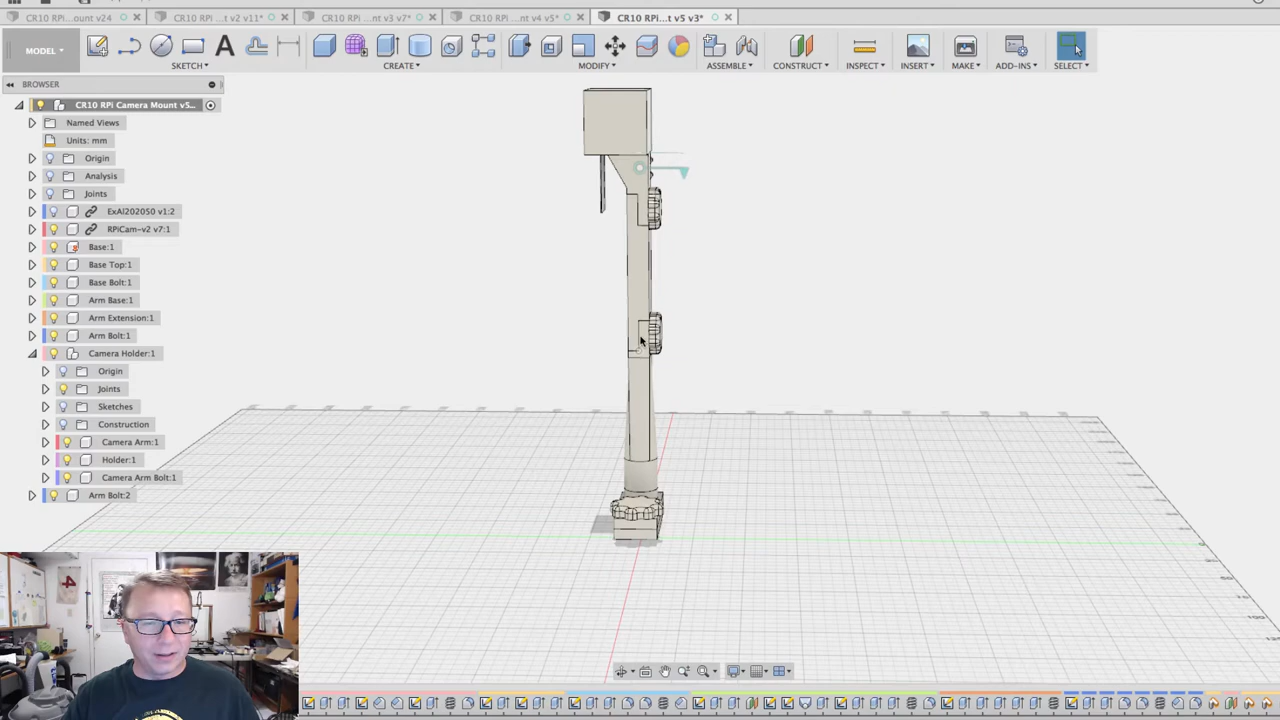 CR10 RPi...ount v24
CR10 RPi...t v2 v11*
CR10 RPi...nt v3 v7*
CR10 RPi...nt v4 v5*
CR10 RPi...t v5 v3*
MODEL
SKETCH
CREATE
MODIFY
ASSEMBLE
CONSTRUCT
INSPECT
INSERT
MAKE
ADD-INS
SELECT
BROWSER
CR10 RPi Camera Mount v5...
Named Views
Units: mm
Origin
Analysis
Joints
ExAl202050 v1:2
RPiCam-v2 v7:1
Base:1
Base Top:1
Base Bolt:1
Arm Base:1
Arm Extension:1
Arm Bolt:1
Camera Holder:1
Origin
Joints
Sketches
Construction
Camera Arm:1
Holder:1
Camera Arm Bolt:1
Arm Bolt:2